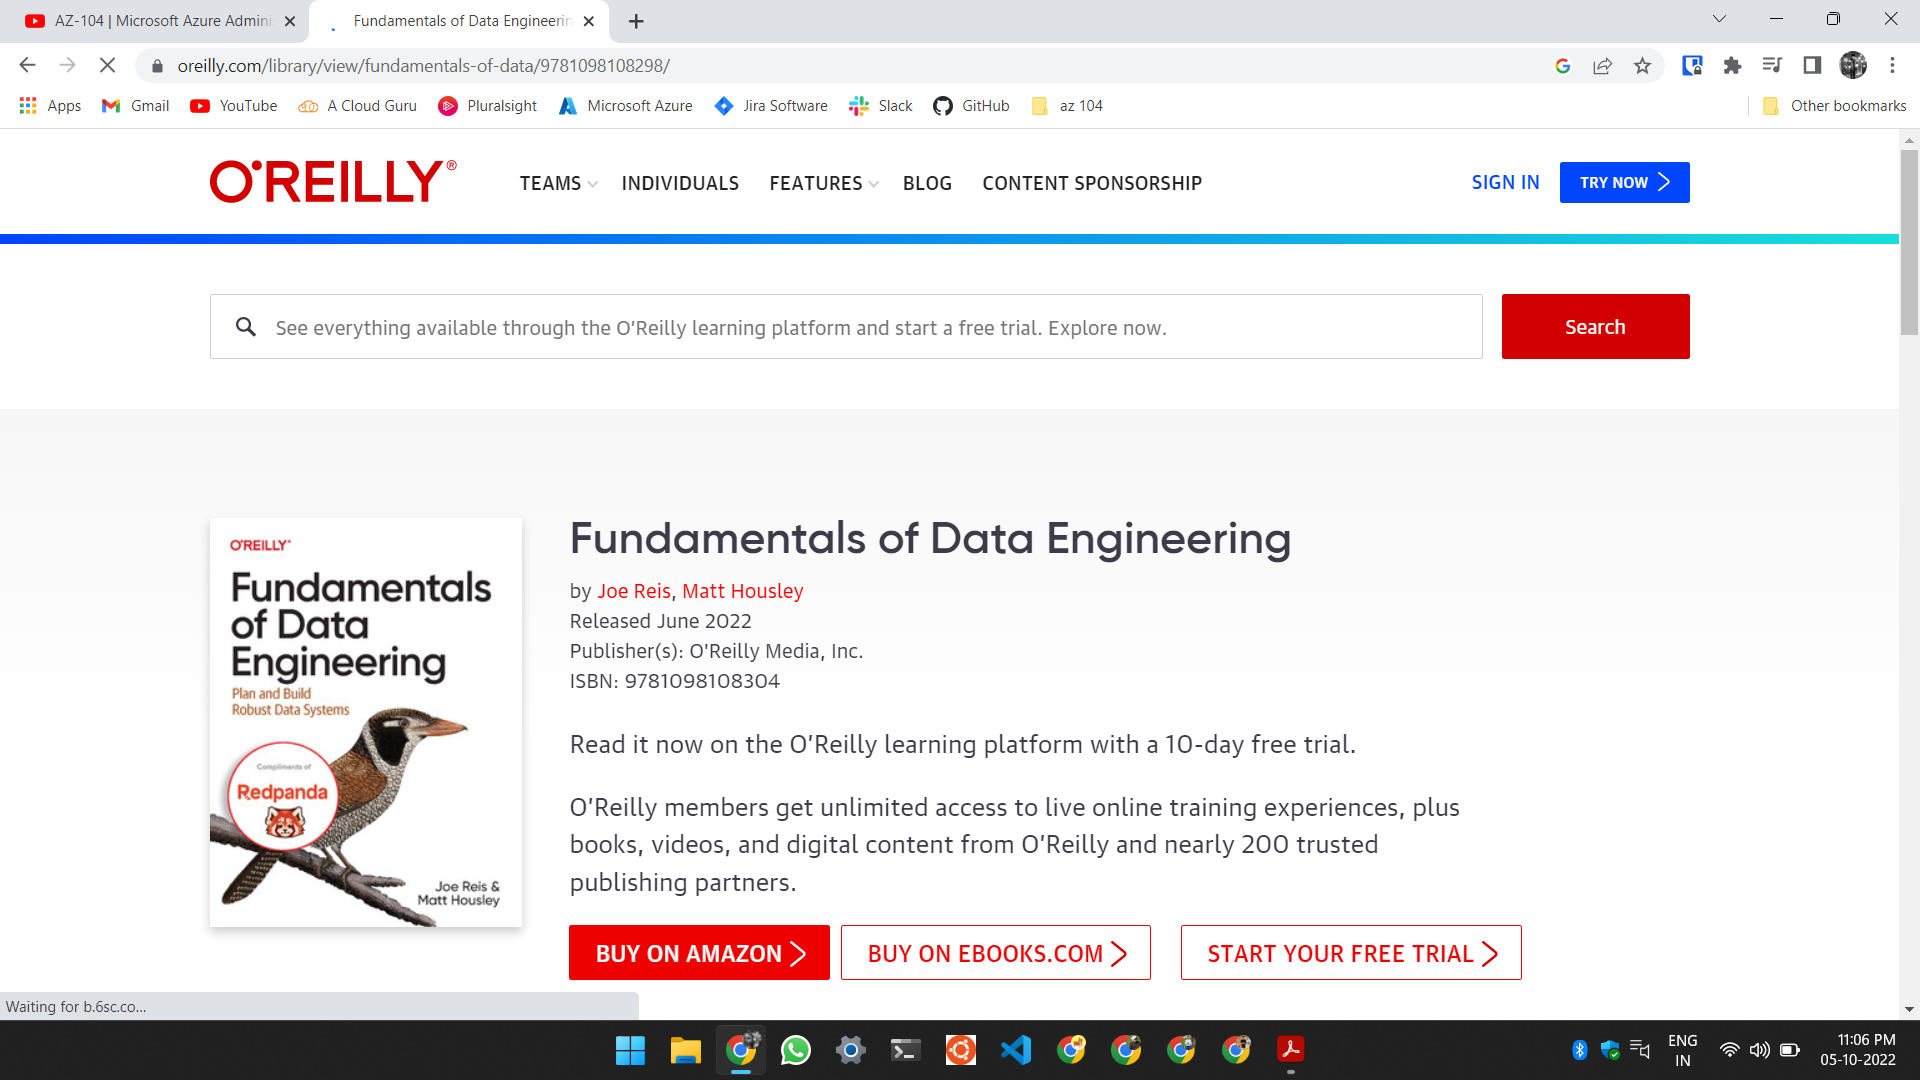 AZ-104 | Microsoft Azure Admini
Fundamentals of Data Engineerin
oreilly.com/library/view/fundamentals-of-data/9781098108298/
Apps
Gmail
YouTube
A Cloud Guru
Pluralsight
Microsoft Azure
Jira Software
Slack
GitHub
az 104
Other bookmarks
O'REILLY®
TEAMS
INDIVIDUALS
FEATURES
BLOG
CONTENT SPONSORSHIP
SIGN IN
TRY NOW
See everything available through the O’Reilly learning platform and start a free trial. Explore now.
Search
O'REILLY
Fundamentals
of Data
Engineering
Plan and Build
Robust Data Systems
Compliments of
Redpanda
Joe Reis &
Matt Housley
Fundamentals of Data Engineering
by Joe Reis, Matt Housley
Released June 2022
Publisher(s): O'Reilly Media, Inc.
ISBN: 9781098108304
Read it now on the O’Reilly learning platform with a 10-day free trial.
O’Reilly members get unlimited access to live online training experiences, plus
books, videos, and digital content from O’Reilly and nearly 200 trusted
publishing partners.
BUY ON AMAZON
BUY ON EBOOKS.COM
START YOUR FREE TRIAL
Waiting for b.6sc.co...
ENG
IN
11:06 PM
05-10-2022